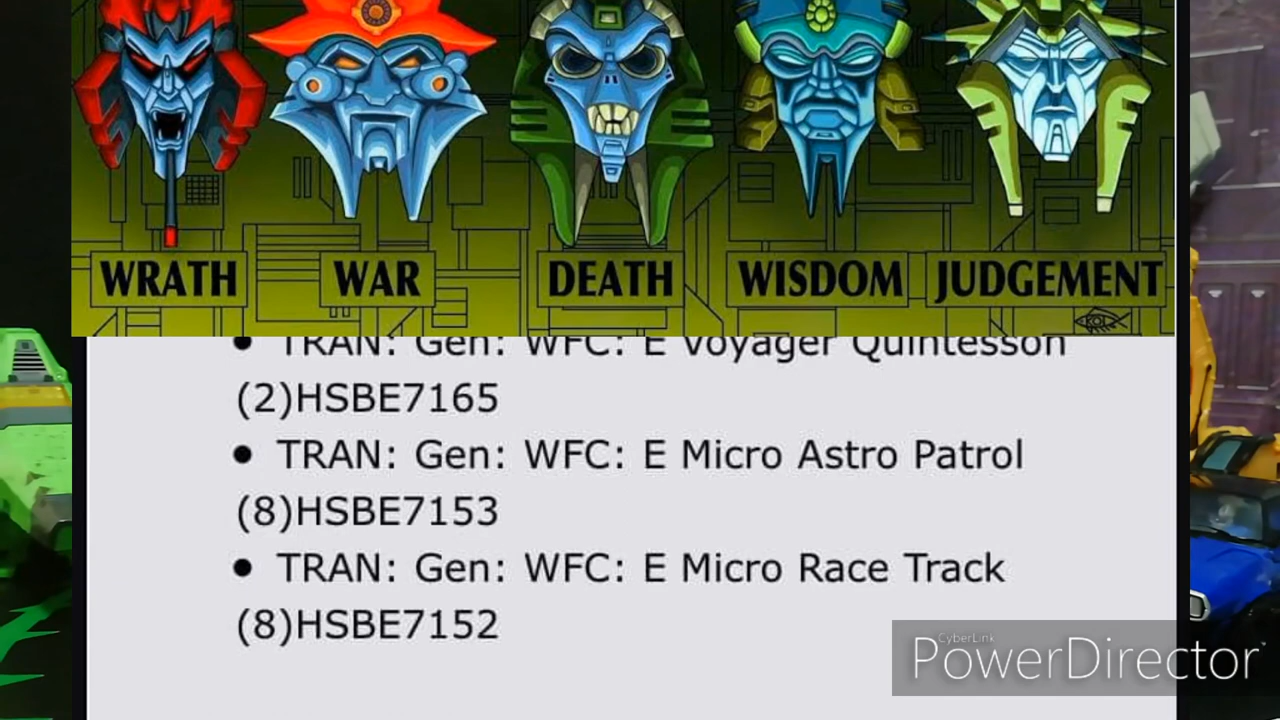 WRATH WAR DEATH WISDOM JUDGEMENT
• TRAN: Gen: WFC: E Voyager Quintesson
(2)HSBE7165
• TRAN: Gen: WFC: E Micro Astro Patrol
(8)HSBE7153
• TRAN: Gen: WFC: E Micro Race Track
(8)HSBE7152
CyberLink
PowerDirector